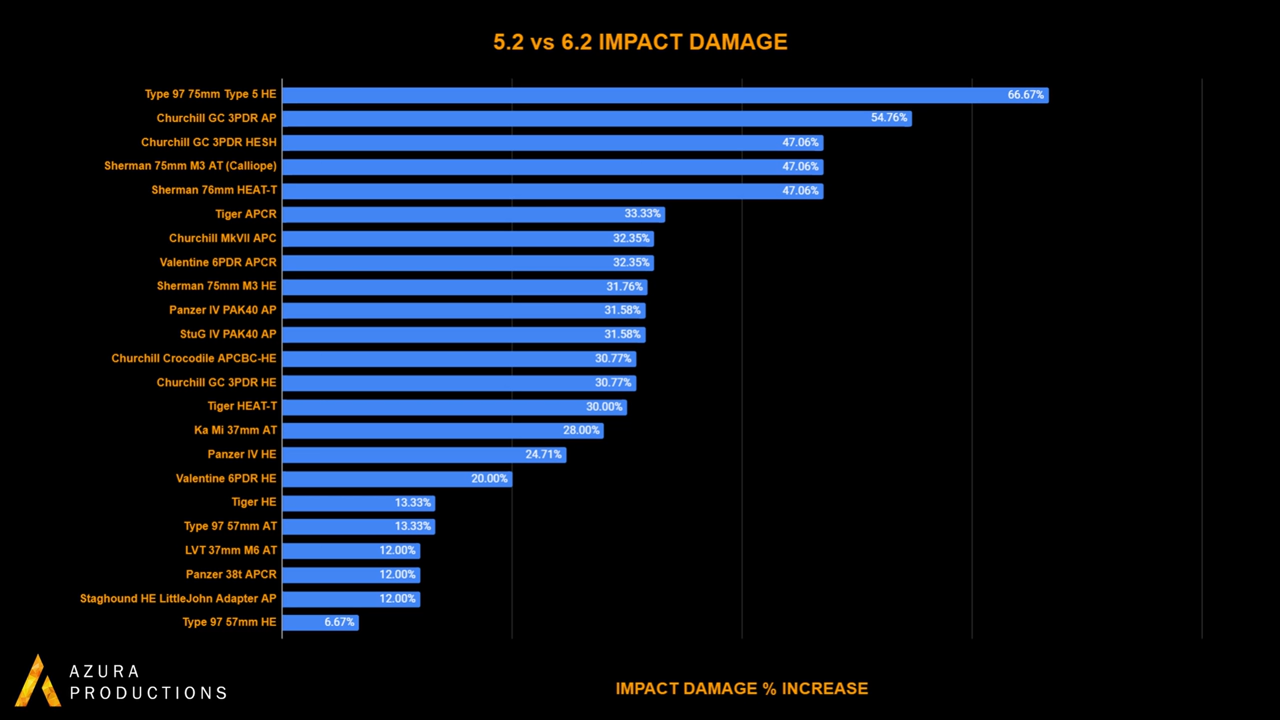 5.2 vs 6.2 IMPACT DAMAGE
Type 97 75mm Type 5 HE 66.67%
Churchill GC 3PDR AP 54.76%
Churchill GC 3PDR HESH 47.06%
Sherman 75mm M3 AT (Calliope) 47.06%
Sherman 76mm HEAT-T 47.06%
Tiger APCR 33.33%
Churchill MkVII APC 32.35%
Valentine 6PDR APCR 32.35%
Sherman 75mm M3 HE 31.76%
Panzer IV PAK40 AP 31.58%
StuG IV PAK40 AP 31.58%
Churchill Crocodile APCBC-HE 30.77%
Churchill GC 3PDR HE 30.77%
Tiger HEAT-T 30.00%
Ka Mi 37mm AT 28.00%
Panzer IV HE 24.71%
Valentine 6PDR HE 20.00%
Tiger HE 13.33%
Type 97 57mm AT 13.33%
LVT 37mm M6 AT 12.00%
Panzer 38t APCR 12.00%
Staghound HE LittleJohn Adapter AP 12.00%
Type 97 57mm HE 6.67%
AZURA
PRODUCTIONS
IMPACT DAMAGE % INCREASE